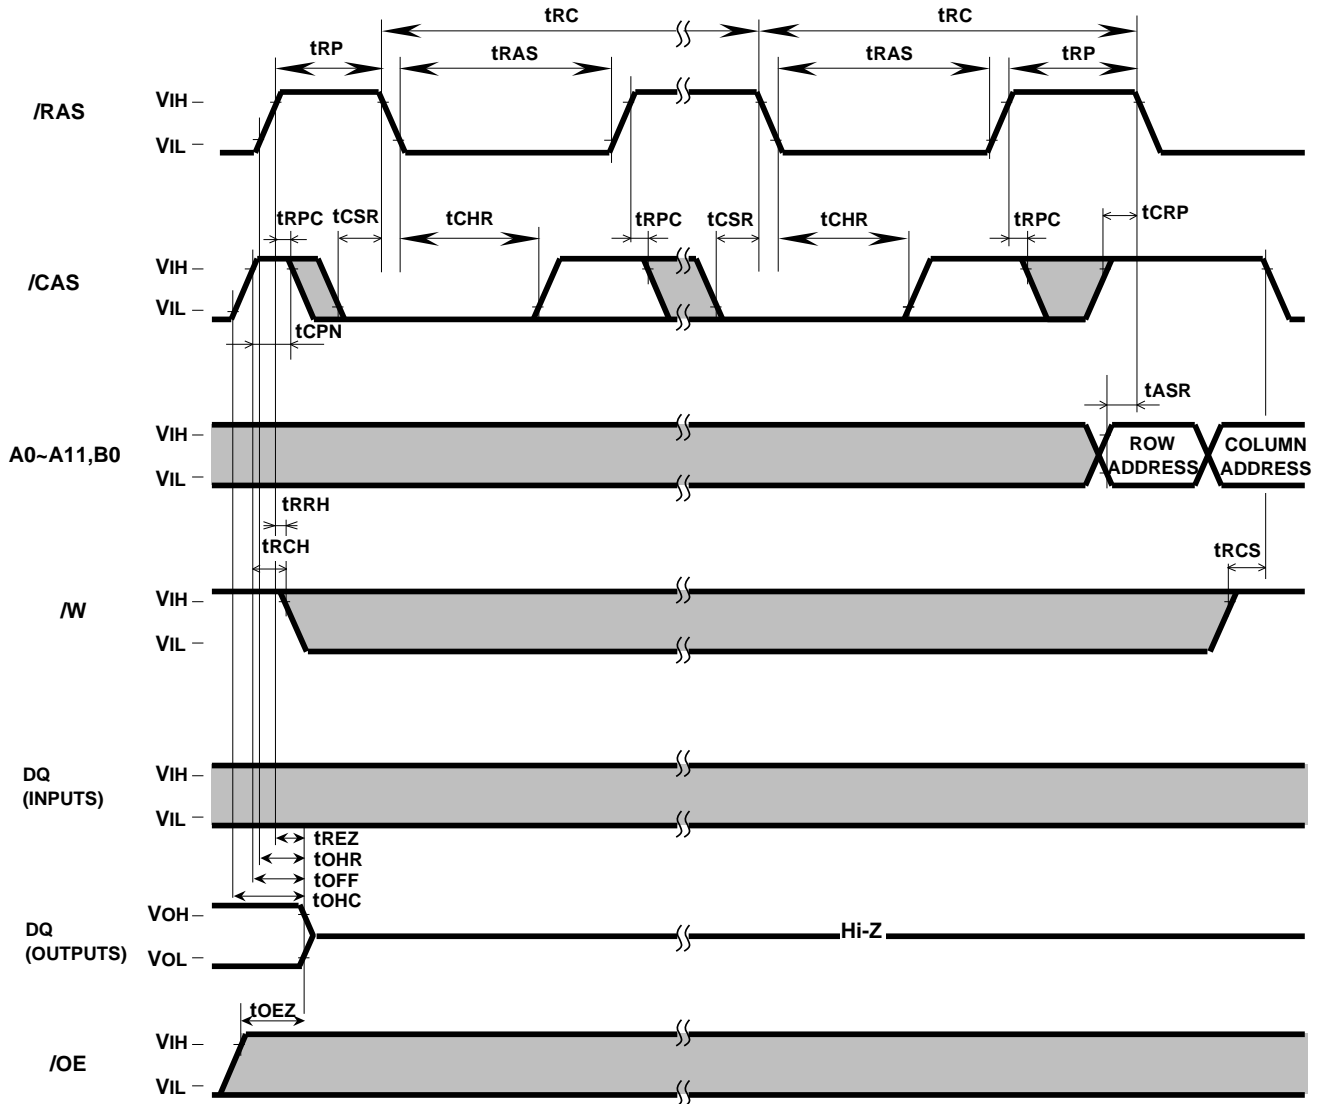 tRC tRC
tRP tRAS tRAS tRP
/RAS
VIH
VIL
tRPC tCSR tCHR tRPC tCSR tCHR tRPC tCRP
/CAS
VIH
VIL
tCPN
tASR
A0~A11,B0
VIH
VIL
ROW ADDRESS
COLUMN ADDRESS
tRRH
tRCH
tRCS
/W
VIH
VIL
DQ
(INPUTS)
VIH
VIL
tREZ
tOHR
tOFF
tOHC
DQ
(OUTPUTS)
VOH
VOL
Hi-Z
tOEZ
/OE
VIH
VIL